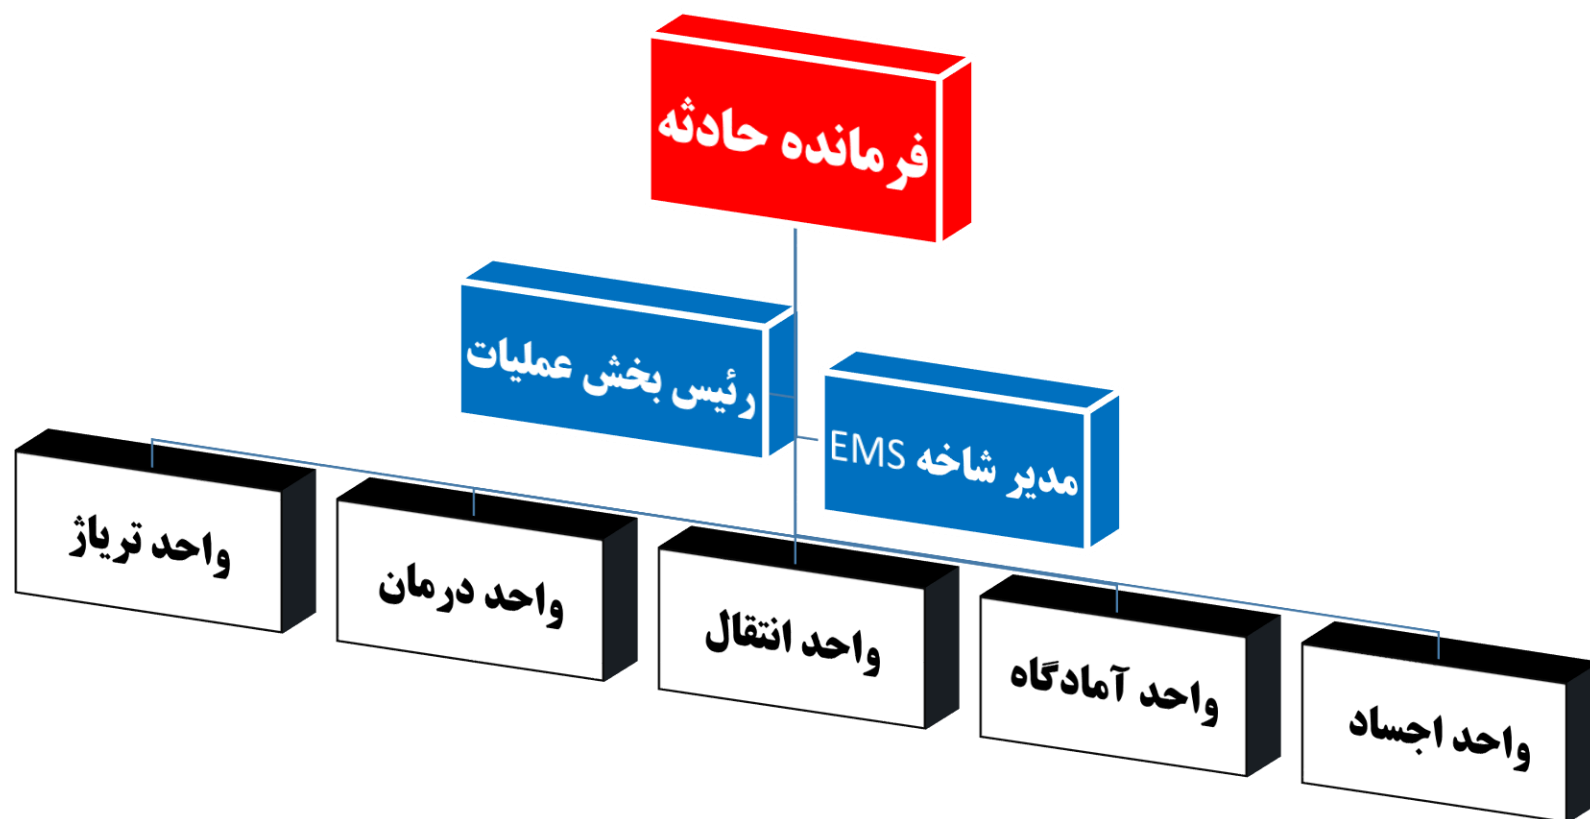 فرمانده حادثه
رئیس بخش عملیات
مدیر شاخه EMS
واحد تریاژ
واحد درمان
واحد انتقال
واحد آمادگاه
واحد اجساد